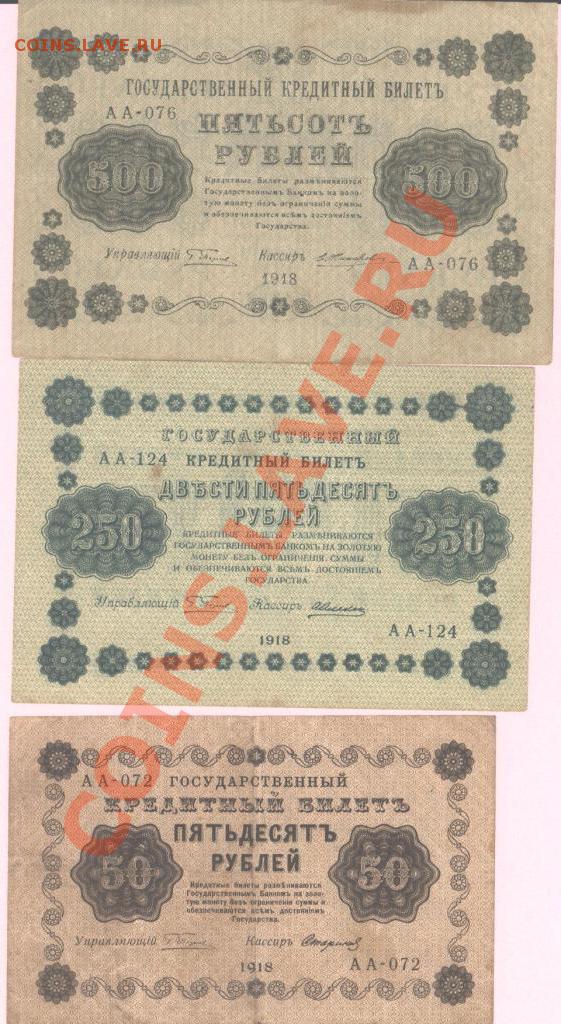 COINS.LAVE.RU
ГОСУДАРСТВЕННЫЙ КРЕДИТНЫЙ БИЛЕТЪ
АА-076
ПЯТЬСОТЪ
РУБЛЕЙ
500
500
Кредитные билеты размѣниваются
Государственнымъ Банкомъ на золо-
тую монету безъ ограниченія суммы
и обезпечиваются всѣмъ достояніемъ
Государства.
Управляющій
Кассиръ
АА-076
1918
ГОСУДАРСТВЕННЫЙ
АА-124 КРЕДИТНЫЙ БИЛЕТЪ
ДВѢСТИ ПЯТЬДЕСЯТЪ
РУБЛЕЙ
250
250
КРЕДИТНЫЕ БИЛЕТЫ РАЗМѢНИВАЮТСЯ
ГОСУДАРСТВЕННЫМЪ БАНКОМЪ НА ЗОЛОТУЮ
МОНЕТУ БЕЗЪ ОГРАНИЧЕНІЯ СУММЫ
И ОБЕЗПЕЧИВАЮТСЯ ВСѢМЪ ДОСТОЯНІЕМЪ
ГОСУДАРСТВА
Управляющій
Кассиръ
1918
АА-124
АА-072 ГОСУДАРСТВЕННЫЙ
КРЕДИТНЫЙ БИЛЕТЪ
ПЯТЬДЕСЯТЪ
РУБЛЕЙ
50
50
Кредитные билеты размѣниваются
Государственнымъ Банкомъ на золо-
тую монету безъ ограниченія суммы и
обезпечиваются всѣмъ достояніемъ
Государства.
Управляющій
Кассиръ
1918
АА-072
COINS.LAVE.RU